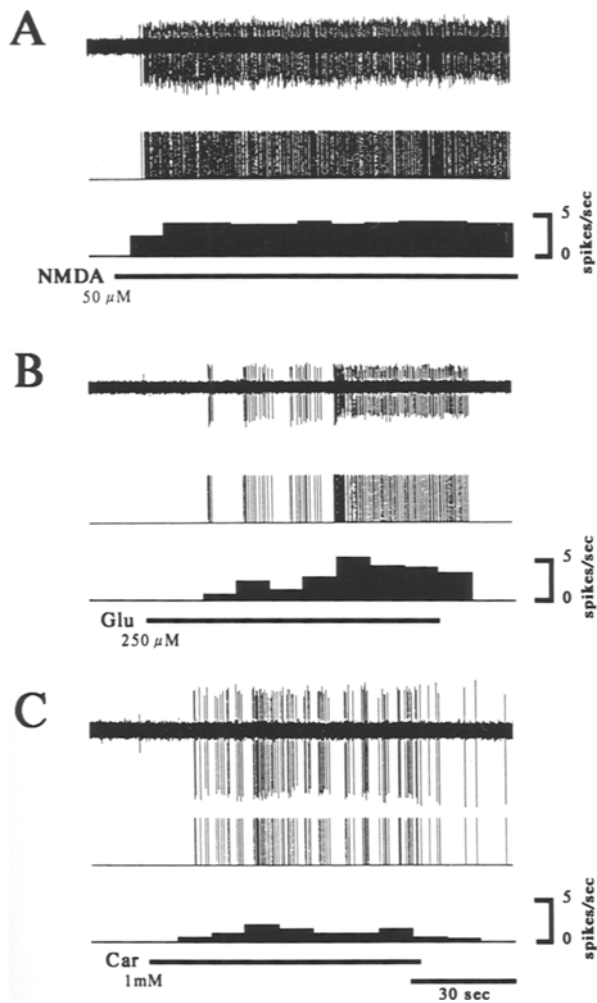 A
5
0
spikes/sec
NMDA
50 μM
B
5
0
spikes/sec
Glu
250 μM
C
5
0
spikes/sec
Car
1mM
30 sec